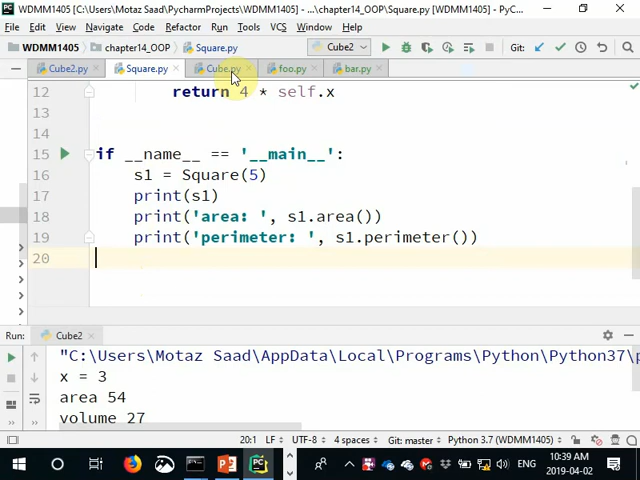 WDMM1405 [C:\Users\Motaz Saad\PycharmProjects\WDMM1405] - ...\chapter14_OOP\Square.py [WDMM1405] - PyC...
File Edit View Navigate Code Refactor Run Tools VCS Window Help
WDMM1405 chapter14_OOP Square.py Cube2 Git:
Cube2.py Square.py Cube.py foo.py bar.py
12 return 4 * self.x
13
14
15 if __name__ == '__main__':
16 s1 = Square(5)
17 print(s1)
18 print('area: ', s1.area())
19 print('perimeter: ', s1.perimeter())
20
Run: Cube2
"C:\Users\Motaz Saad\AppData\Local\Programs\Python\Python37\p
x = 3
area 54
volume 27
20:1 LF UTF-8 4 spaces Git: master Python 3.7 (WDMM1405)
ENG 10:39 AM
2019-04-02